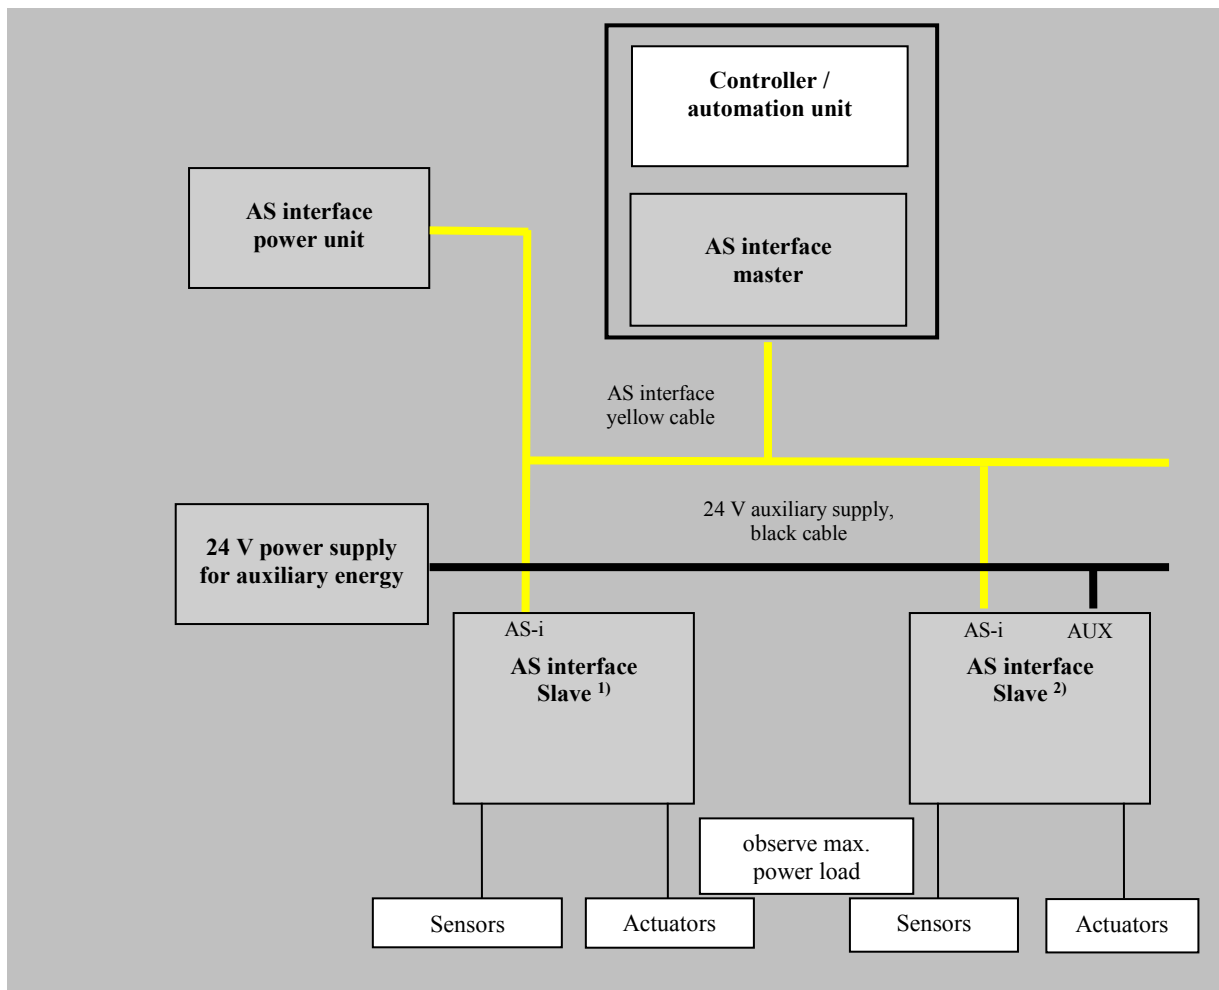 Controller /
automation unit
AS interface
power unit
AS interface
master
AS interface
yellow cable
24 V auxiliary supply,
black cable
24 V power supply
for auxiliary energy
AS-i
AS interface
Slave 1)
AS-i AUX
AS interface
Slave 2)
observe max.
power load
Sensors
Actuators
Sensors
Actuators